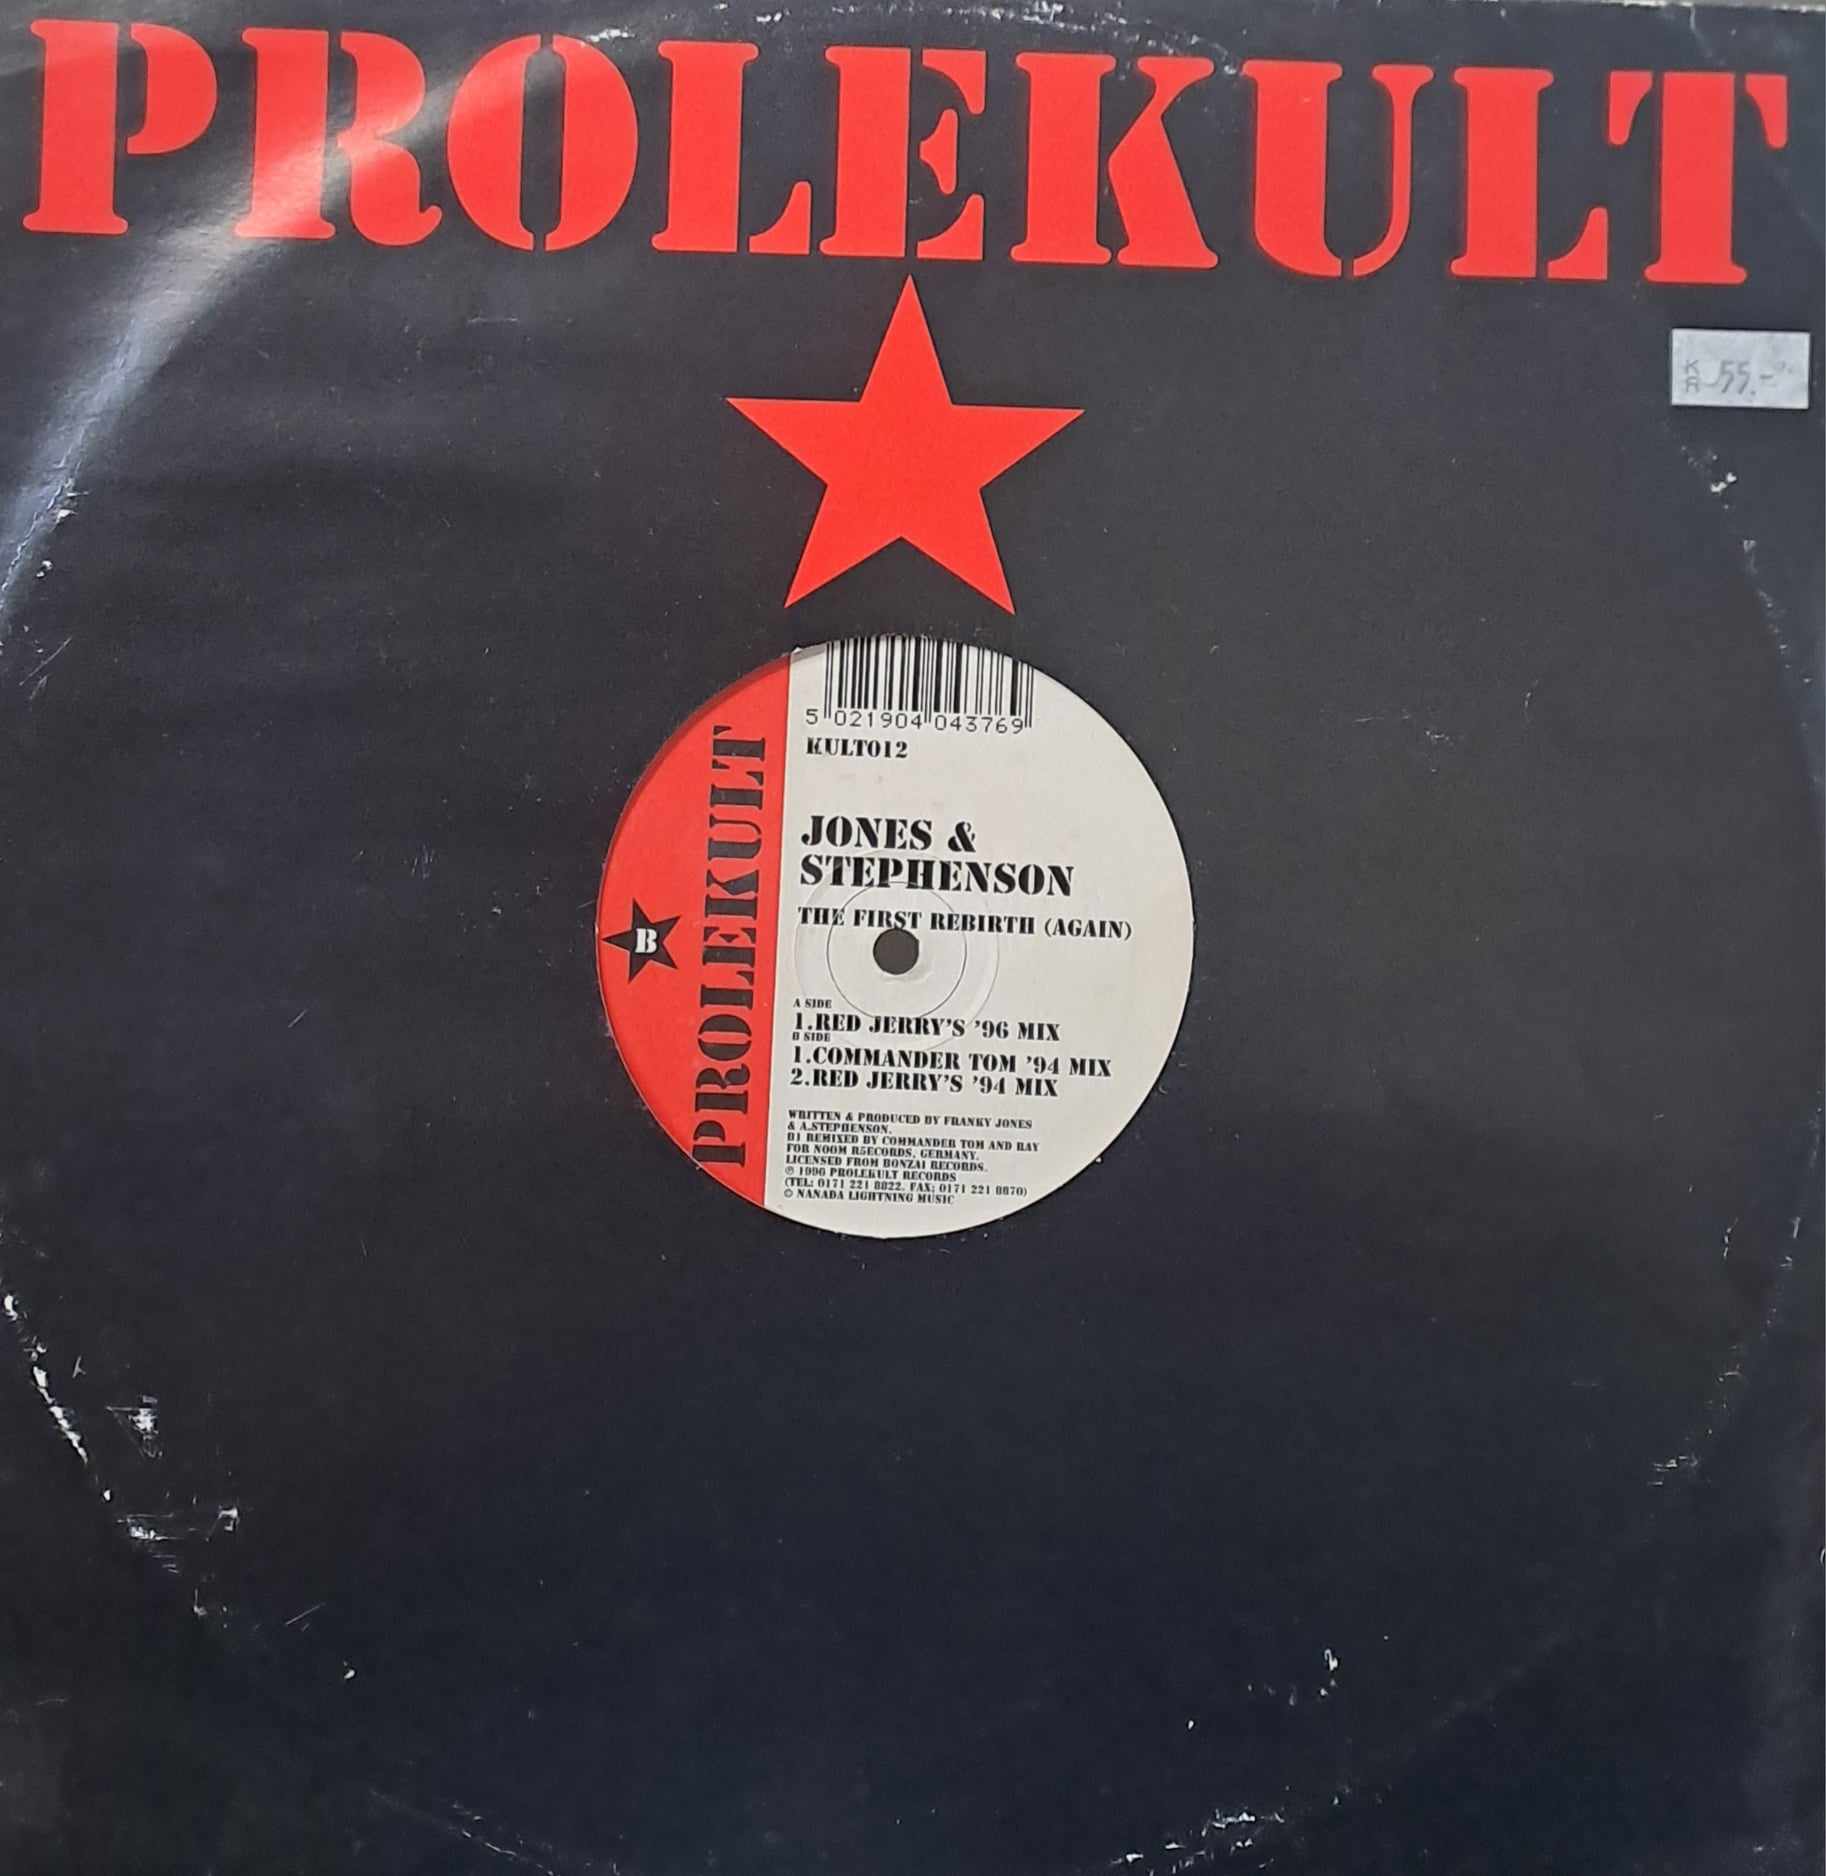 PROLEKULT
K
A 55.-
5 021904 043769
KULT012
JONES &
STEPHENSON
THE FIRST REBIRTH (AGAIN)
B
PROLEKULT
A SIDE
1.RED JERRY'S '96 MIX
B SIDE
1.COMMANDER TOM '94 MIX
2.RED JERRY'S '94 MIX
WRITTEN & PRODUCED BY FRANKY JONES
& A.STEPHENSON.
B1 REMIXED BY COMMANDER TOM AND RAY
FOR NOOM R5ECORDS, GERMANY.
LICENSED FROM BONZAI RECORDS.
℗ 1996 PROLEKULT RECORDS
(TEL: 0171 221 8822. FAX: 0171 221 8870)
© NANADA LIGHTNING MUSIC